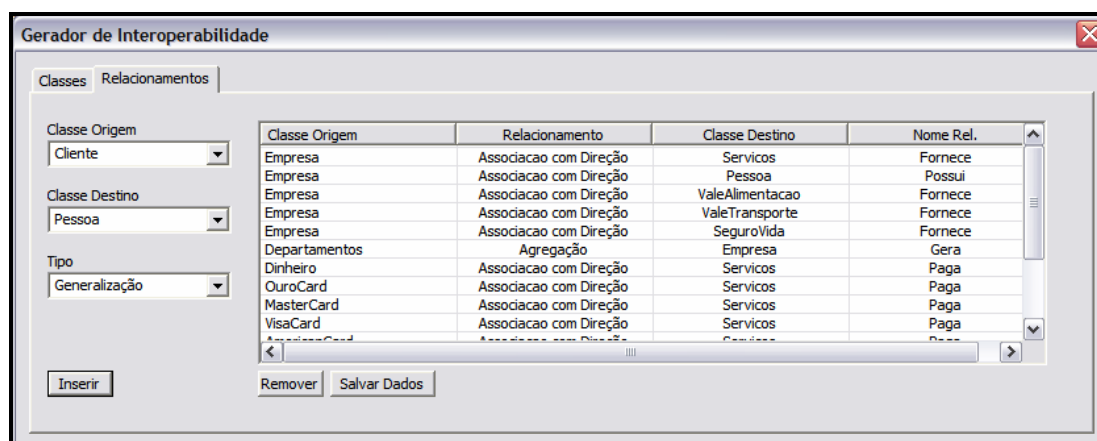 Gerador de Interoperabilidade
Classes Relacionamentos
Classe Origem
Cliente
Classe Destino
Pessoa
Tipo
Generalização
Inserir
Classe Origem Relacionamento Classe Destino Nome Rel.
Empresa Associacao com Direção Servicos Fornece
Empresa Associacao com Direção Pessoa Possui
Empresa Associacao com Direção ValeAlimentacao Fornece
Empresa Associacao com Direção ValeTransporte Fornece
Empresa Associacao com Direção SeguroVida Fornece
Departamentos Agregação Empresa Gera
Dinheiro Associacao com Direção Servicos Paga
OuroCard Associacao com Direção Servicos Paga
MasterCard Associacao com Direção Servicos Paga
VisaCard Associacao com Direção Servicos Paga
Remover Salvar Dados